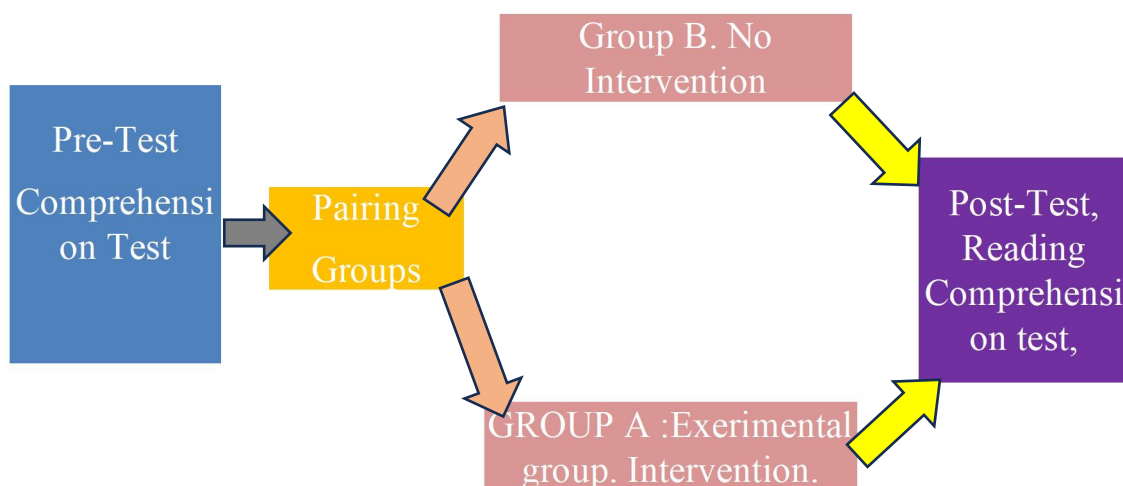 Pre-Test
Comprehensi
on Test
Pairing
Groups
Group B. No
Intervention
GROUP A :Exerimental
group. Intervention.
Post-Test,
Reading
Comprehensi
on test,